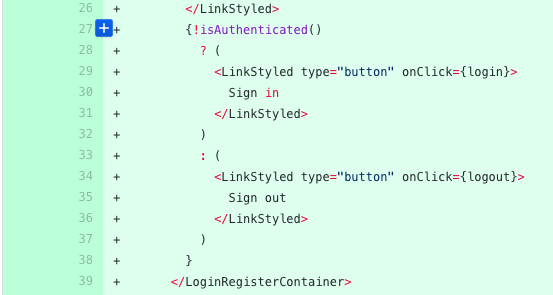 26 + </LinkStyled>
27 + {!isAuthenticated()
28 + ? (
29 + <LinkStyled type="button" onClick={login}>
30 + Sign in
31 + </LinkStyled>
32 + )
33 + : (
34 + <LinkStyled type="button" onClick={logout}>
35 + Sign out
36 + </LinkStyled>
37 + )
38 + }
39 + </LoginRegisterContainer>